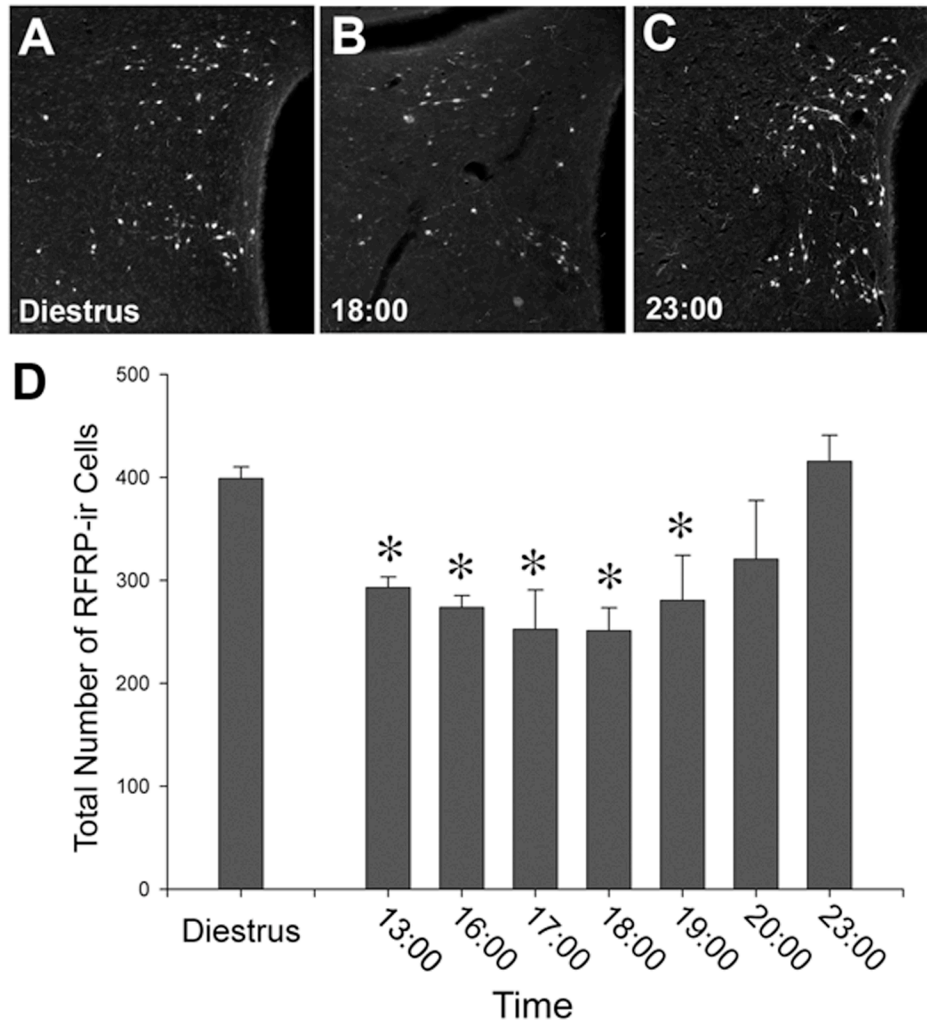 A
B
C
Diestrus
18:00
23:00
D
500
400
300
200
100
0
Total Number of RFRP-ir Cells
*
*
*
*
*
Diestrus
13:00
16:00
17:00
18:00
19:00
20:00
23:00
Time